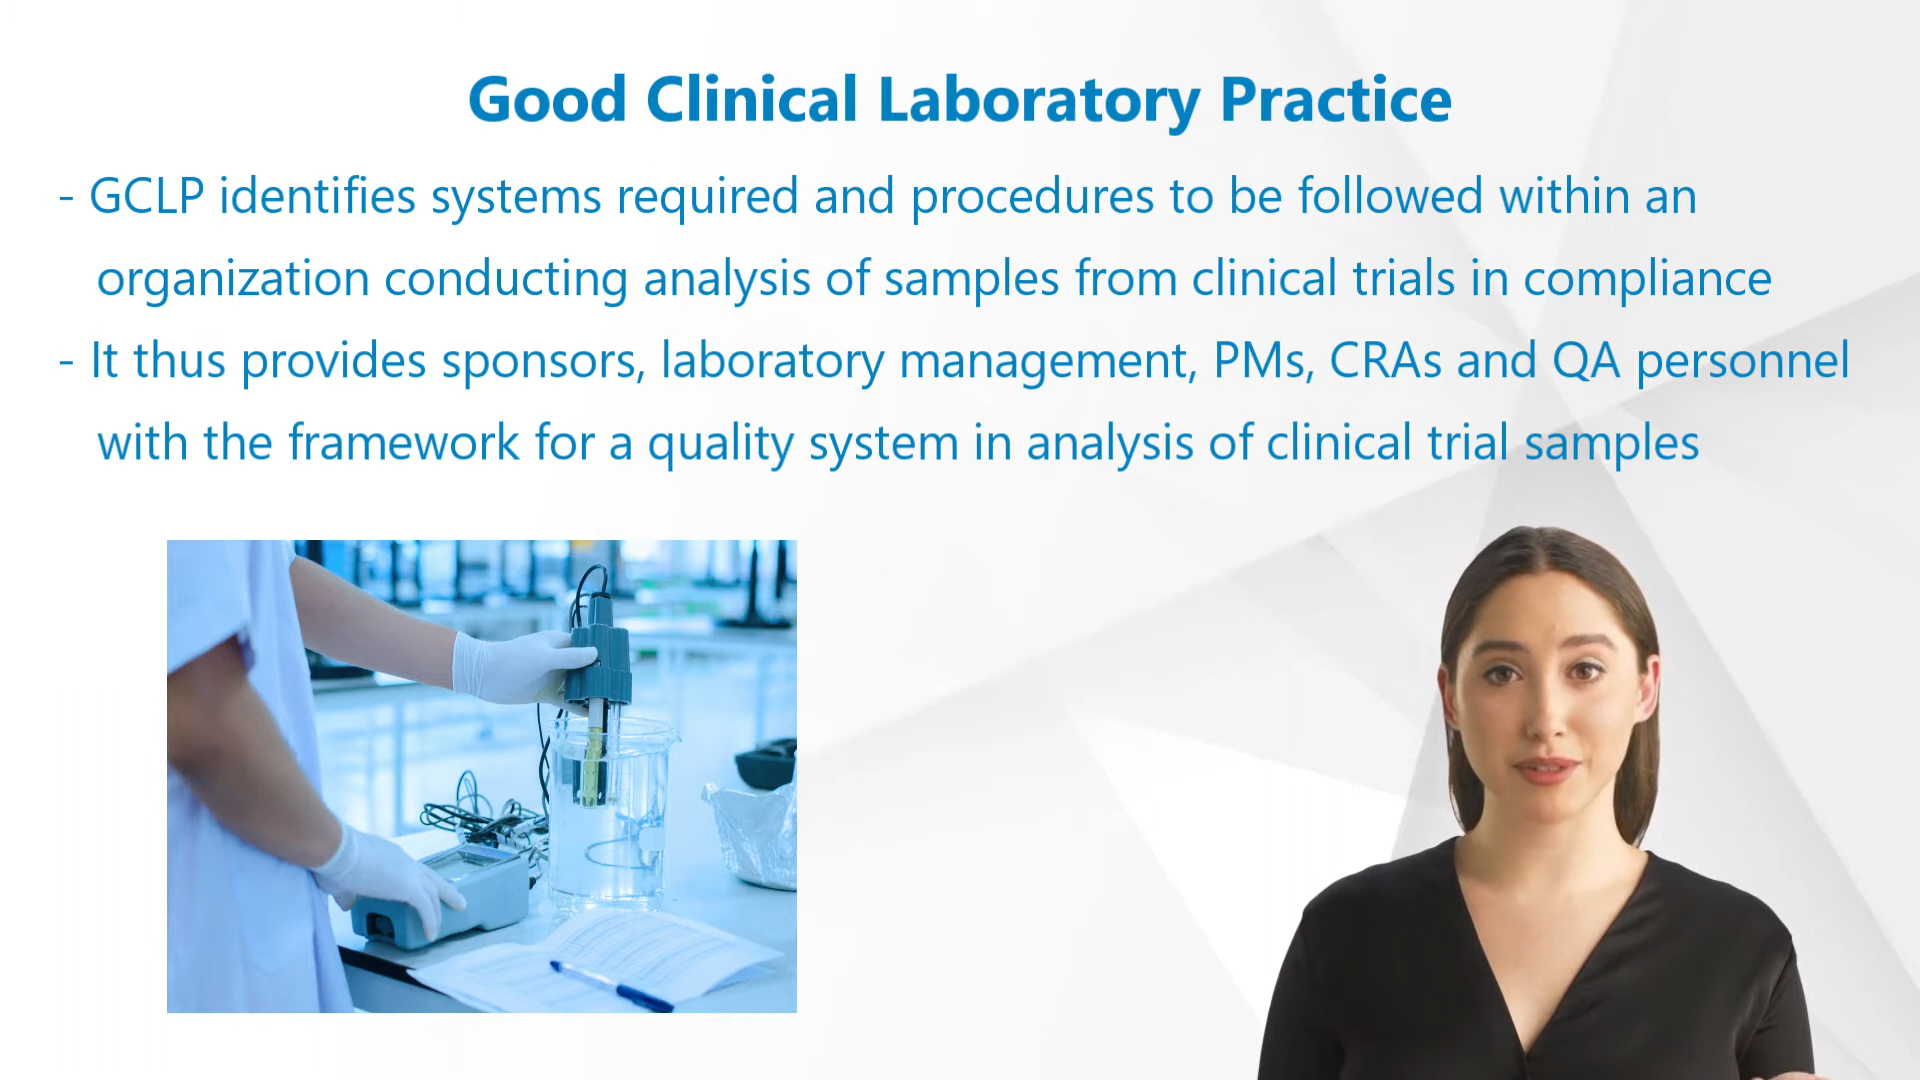 Good Clinical Laboratory Practice
- GCLP identifies systems required and procedures to be followed within an
organization conducting analysis of samples from clinical trials in compliance
- It thus provides sponsors, laboratory management, PMs, CRAs and QA personnel
with the framework for a quality system in analysis of clinical trial samples